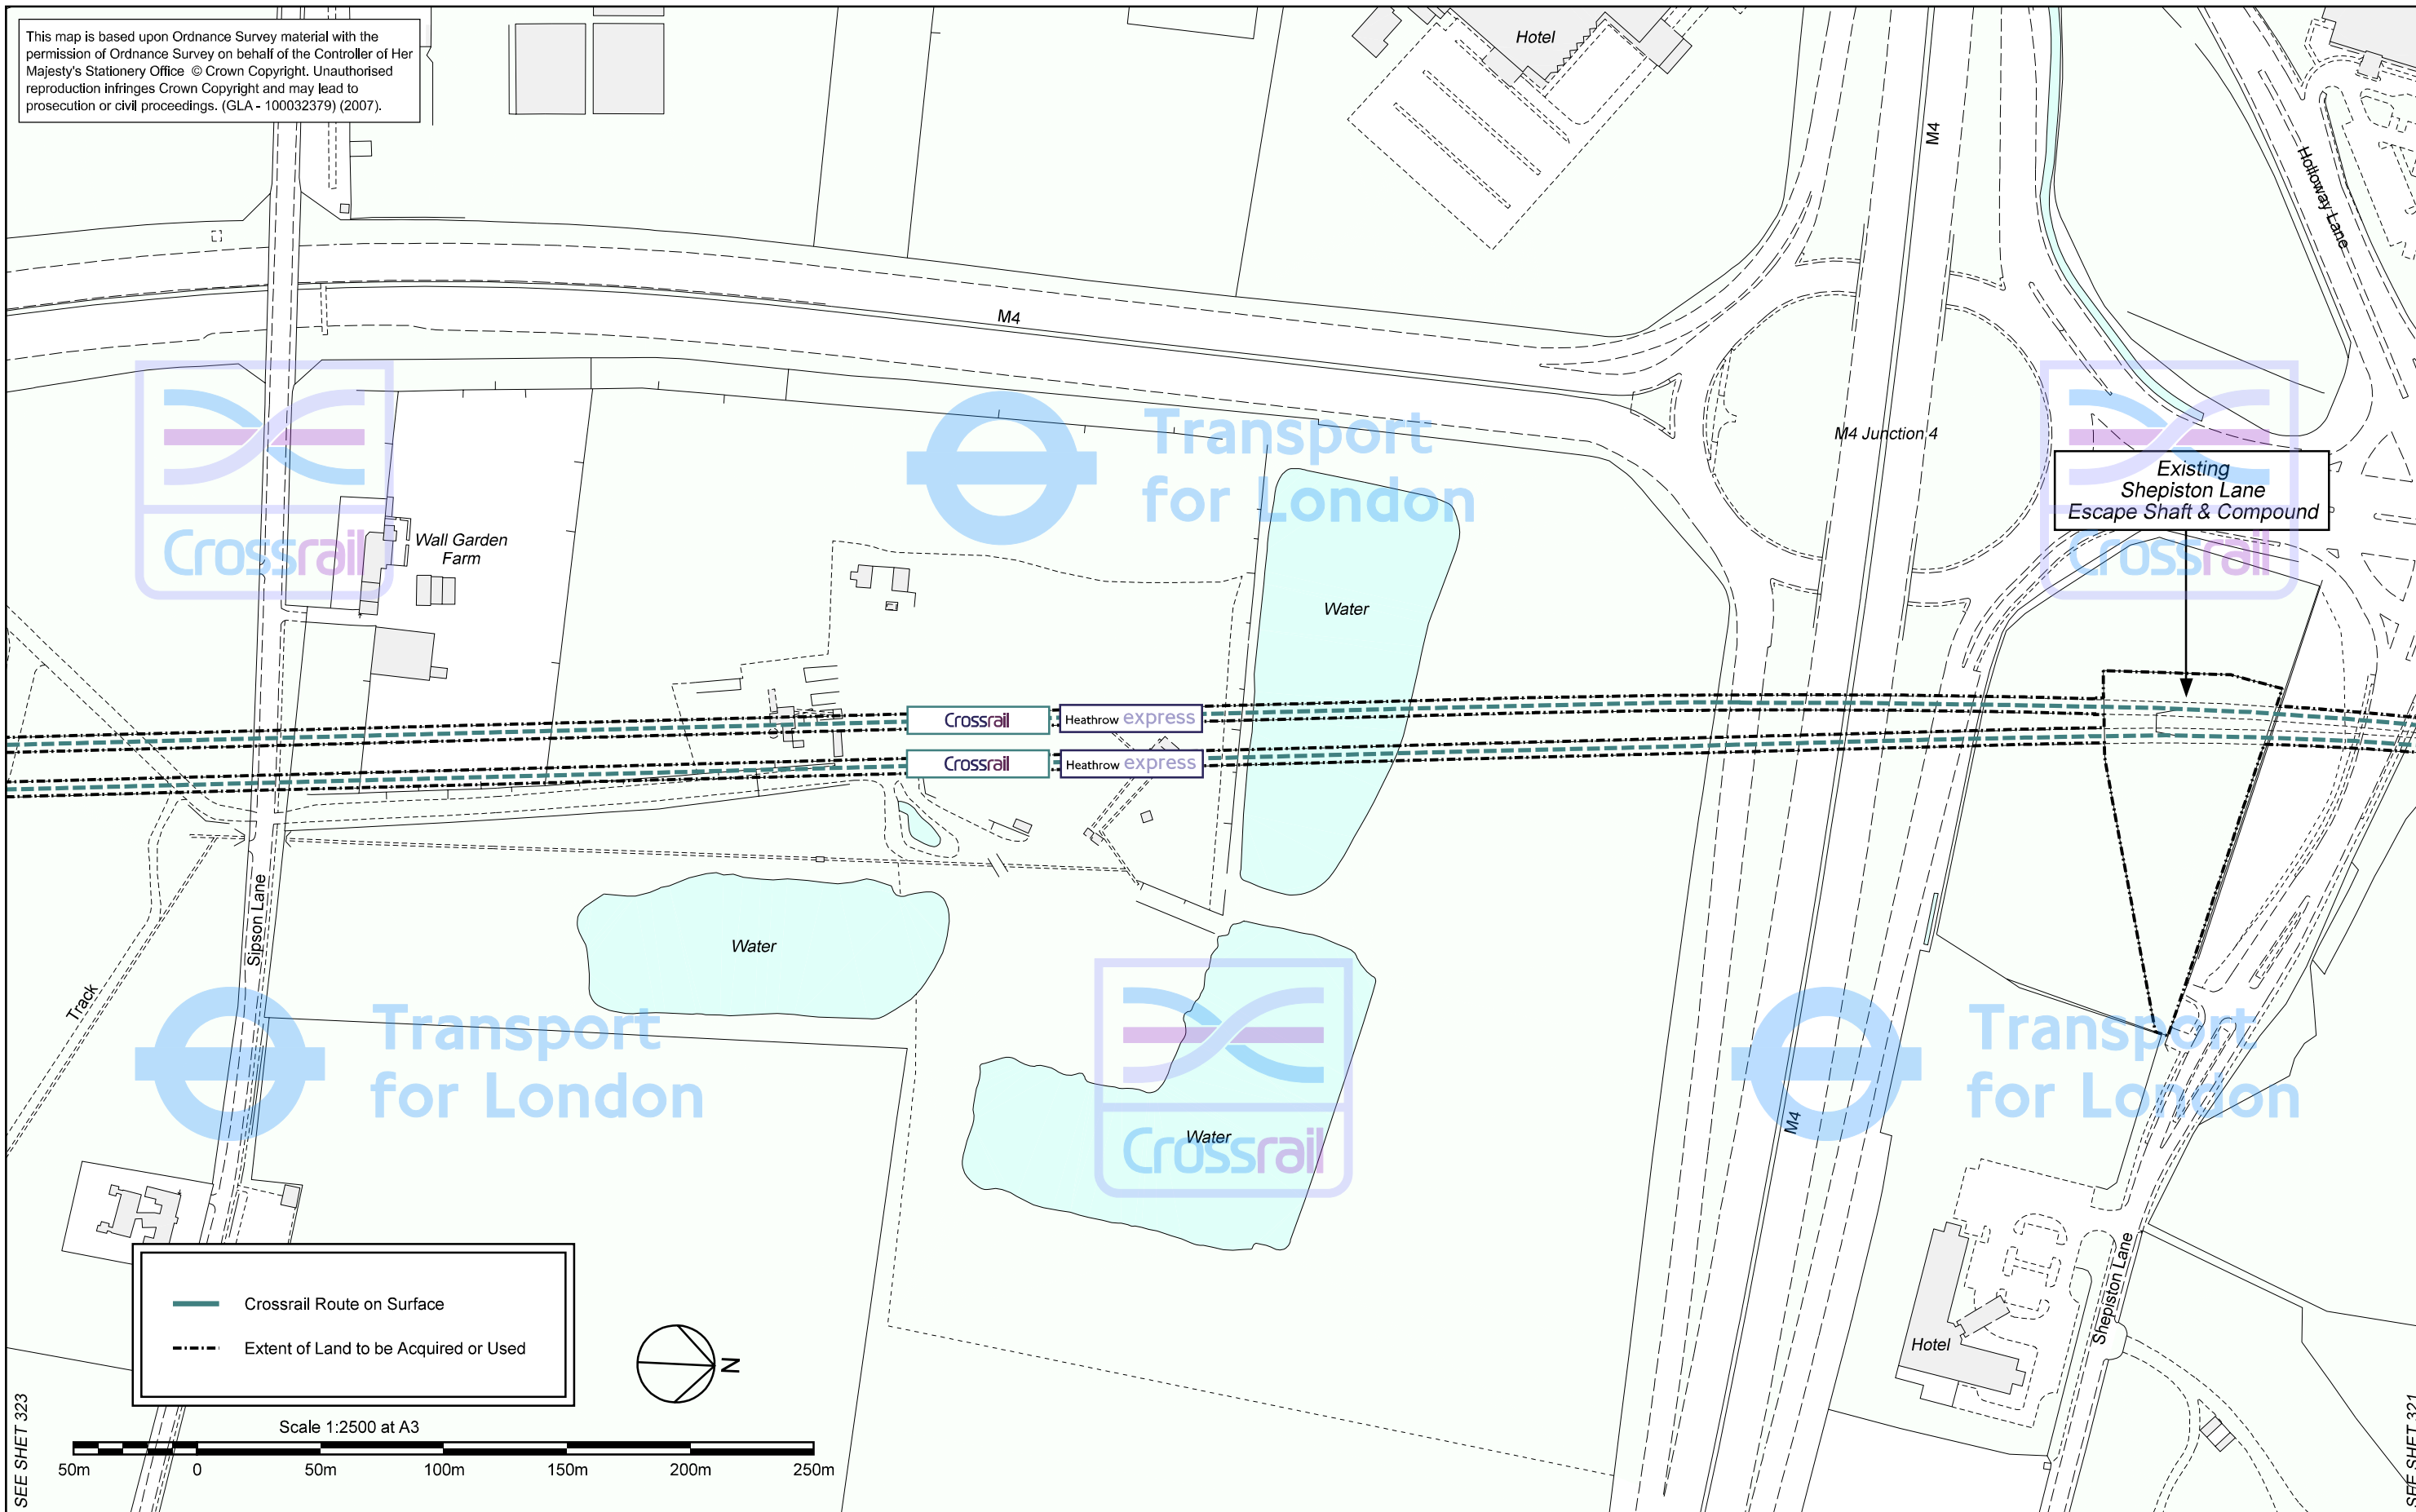 This map is based upon Ordnance Survey material with the
permission of Ordnance Survey on behalf of the Controller of Her
Majesty's Stationery Office © Crown Copyright. Unauthorised
reproduction infringes Crown Copyright and may lead to
prosecution or civil proceedings. (GLA - 100032379) (2007).
Hotel
M4
Holloway Lane
M4
M4 Junction 4
Transport
for London
Existing
Shepiston Lane
Escape Shaft & Compound
Crossrail
Crossrail
Wall Garden
Farm
Water
Crossrail
Heathrow express
Crossrail
Heathrow express
Sipson Lane
Water
Track
Transport
for London
Transport
for London
M4
Water
Crossrail
Shepiston Lane
Hotel
Crossrail Route on Surface
Extent of Land to be Acquired or Used
N
Scale 1:2500 at A3
50m 0 50m 100m 150m 200m 250m
SEE SHEET 323
SEE SHEET 321